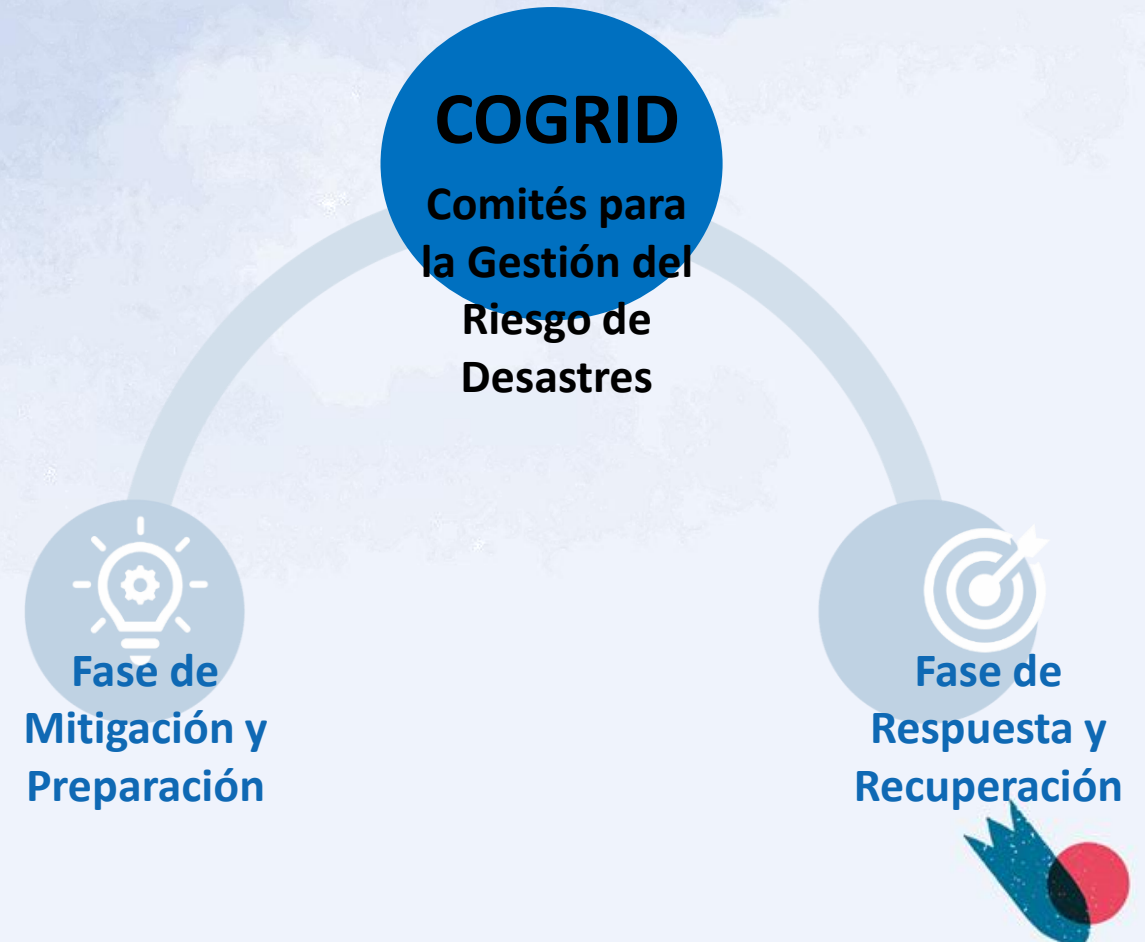 COGRID
Comités para
la Gestión del
Riesgo de
Desastres
Fase de
Mitigación y
Preparación
Fase de
Respuesta y
Recuperación